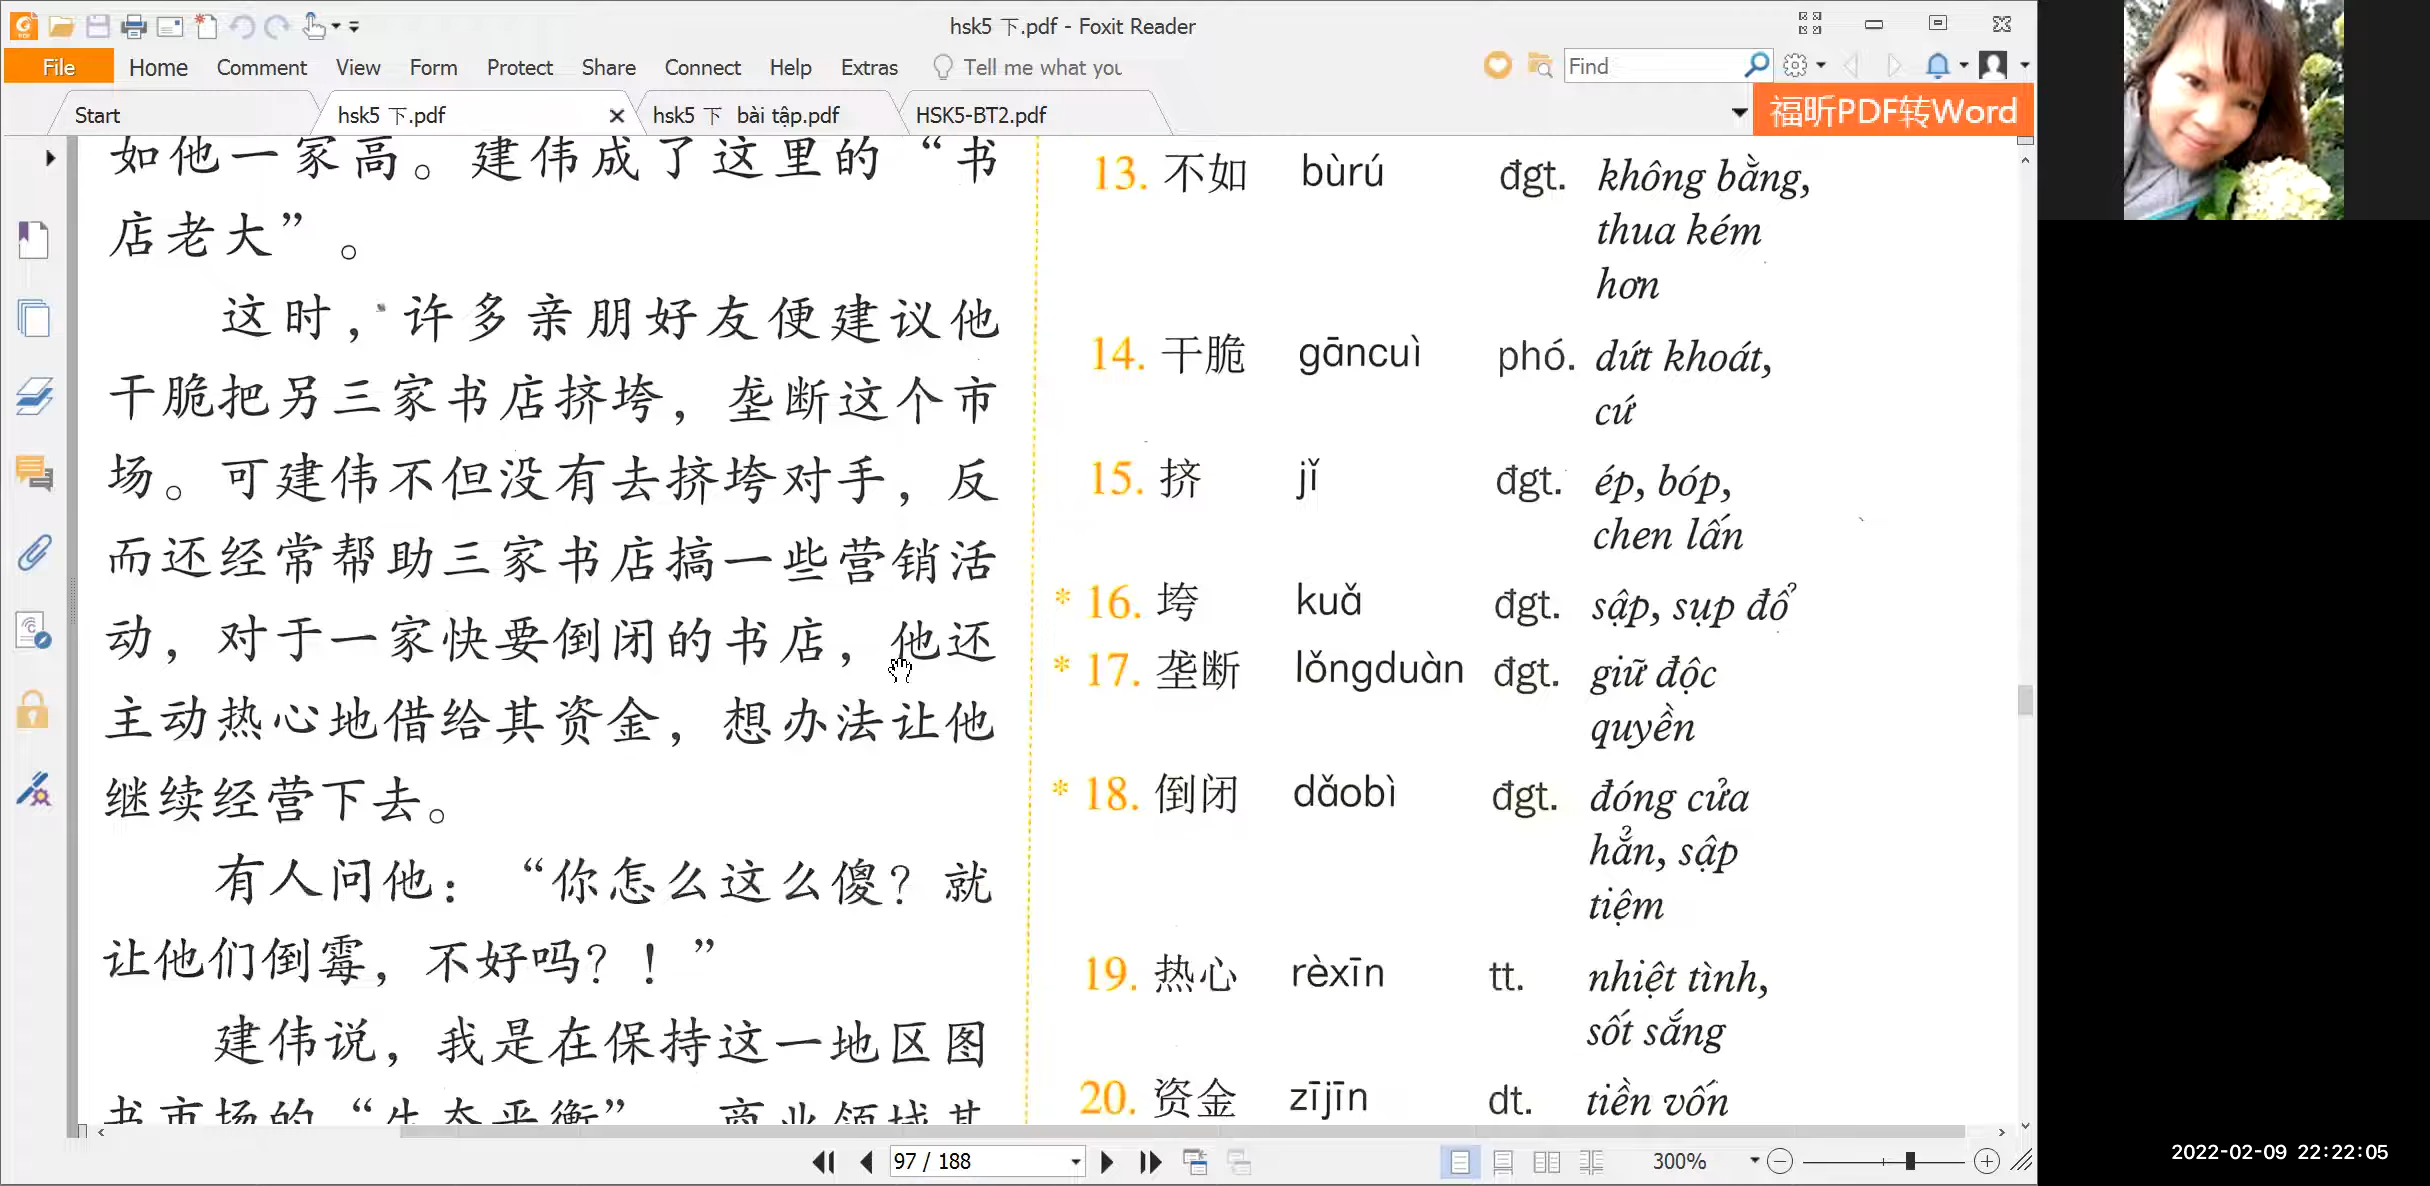 hsk5 下.pdf - Foxit Reader
File Home Comment View Form Protect Share Connect Help Extras Tell me what you Find
Start hsk5 下.pdf hsk5 下 bài tập.pdf HSK5-BT2.pdf 福昕PDF转Word
如他一家高。建伟成了这里的“书
店老大”。
这时，许多亲朋好友便建议他
干脆把另三家书店挤垮，垄断这个市
场。可建伟不但没有去挤垮对手，反
而还经常帮助三家书店搞一些营销活
动，对于一家快要倒闭的书店，他还
主动热心地借给其资金，想办法让他
继续经营下去。
有人问他：“你怎么这么傻？就
让他们倒霉，不好吗？！”
建伟说，我是在保持这一地区图
书市场的“生态平衡”，商业领域其
13. 不如 bùrú đgt. không bằng,
thua kém
hơn
14. 干脆 gāncuì phó. dứt khoát,
cứ
15. 挤 jǐ đgt. ép, bóp,
chen lấn
* 16. 垮 kuǎ đgt. sập, sụp đổ
* 17. 垄断 lǒngduàn đgt. giữ độc
quyền
* 18. 倒闭 dǎobì đgt. đóng cửa
hẳn, sập
tiệm
19. 热心 rèxīn tt. nhiệt tình,
sốt sắng
20. 资金 zījīn dt. tiền vốn
97 / 188 300%
2022-02-09 22:22:05